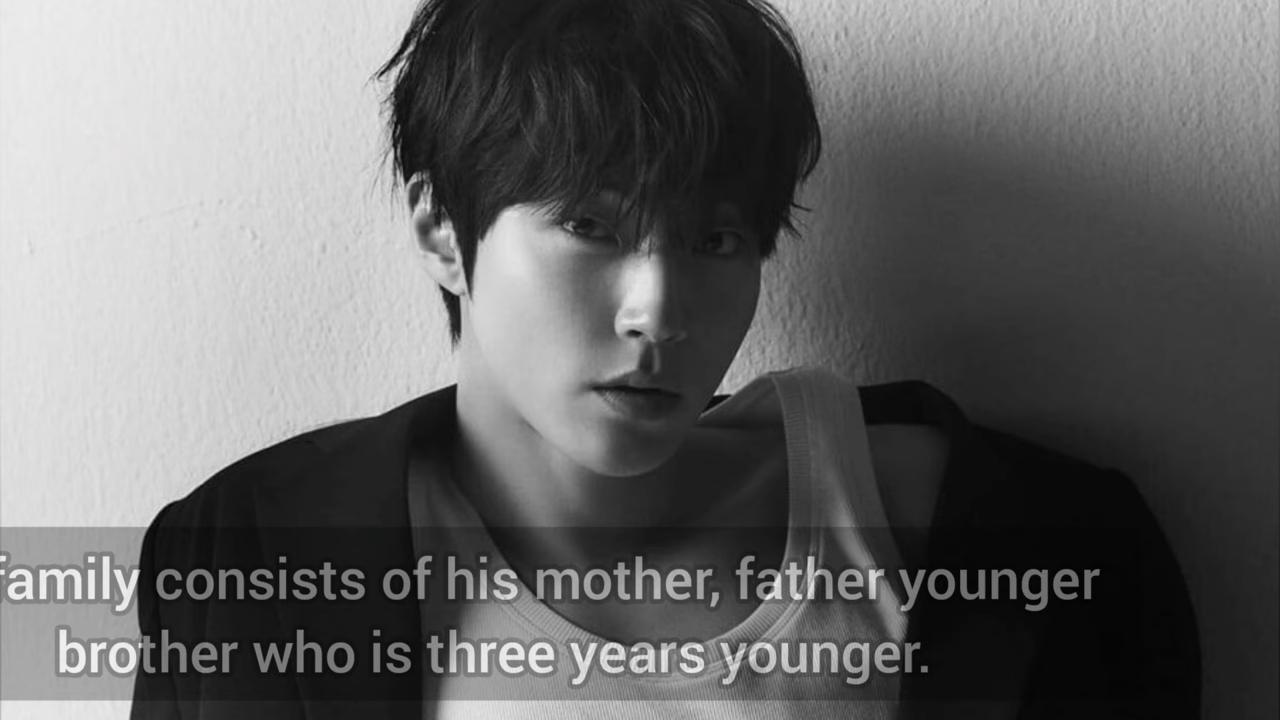 family consists of his mother, father younger
brother who is three years younger.